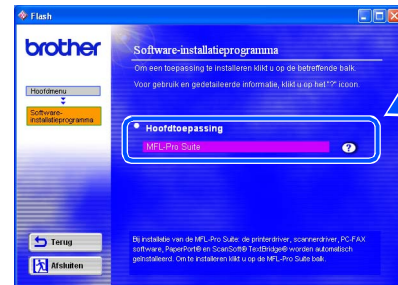 Flash
brother
Software-installatieprogramma
Om een toepassing te installeren klikt u op de betreffende balk.
Voor gebruik en gedetaileerde informatie, klikt u op het "?" icoon.
Hoofdmenu
Software-
installatieprogramma
Hoofdtoepassing
MFL-Pro Suite
?
Bij installatie van de MFL-Pro Suite: de printerdriver, scannerdriver, PC-FAX
software, PaperPort® en ScanSoft® TextBridge® worden automatisch
geïnstalleerd. Om te installeren klikt u op de MFL-Pro Suite balk.
Terug
Afsluiten